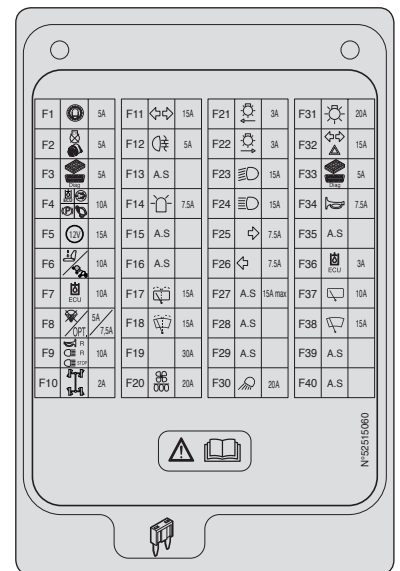 F1 5A F11 15A F21 3A F31 20A
F2 5A F12 15A F22 3A F32 15A
F3 Diag 5A F13 A.S F23 15A F33 Diag 5A
F4 10A F14 7.5A F24 15A F34 7.5A
F5 12V 15A F15 A.S F25 7.5A F35 A.S
F6 10A F16 A.S F26 7.5A F36 ECU 3A
F7 ECU 10A F17 15A F27 A.S 15A max F37 10A
F8 OPT. 5A / 7,5A F18 15A F28 A.S F38 15A
F9 R R STOP 10A F19 30A F29 A.S F39 A.S
F10 2A F20 20A F30 20A F40 A.S
N°52515060